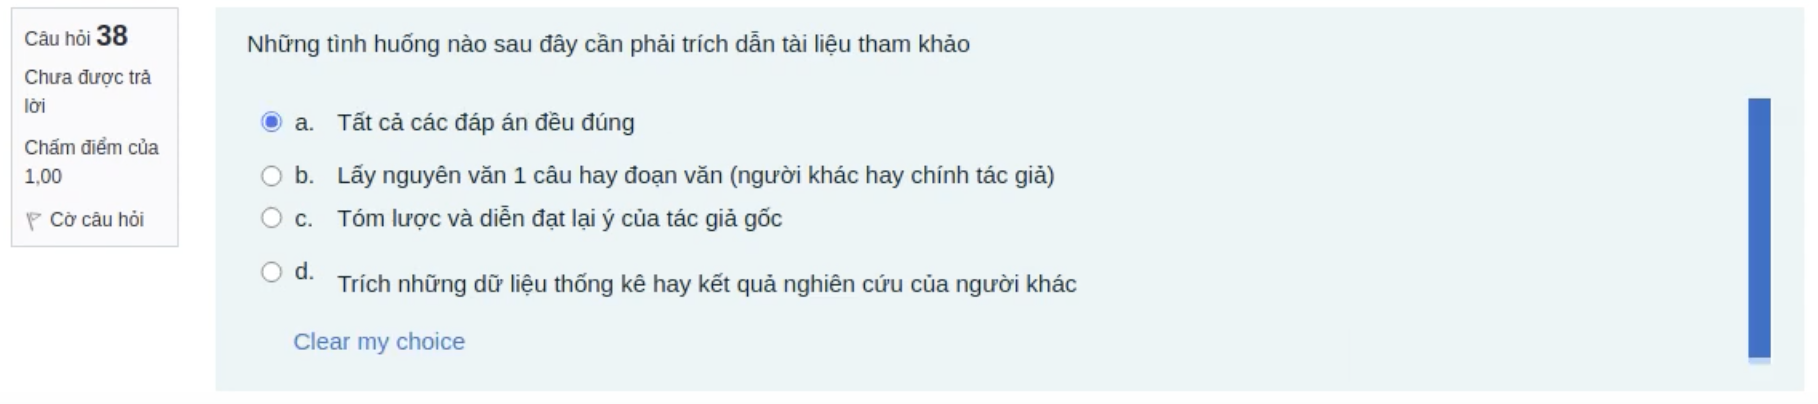 Câu hỏi 38
Chưa được trả
lời
Chấm điểm của
1,00
Cờ câu hỏi
Những tình huống nào sau đây cần phải trích dẫn tài liệu tham khảo
a. Tất cả các đáp án đều đúng
b. Lấy nguyên văn 1 câu hay đoạn văn (người khác hay chính tác giả)
c. Tóm lược và diễn đạt lại ý của tác giả gốc
d. Trích những dữ liệu thống kê hay kết quả nghiên cứu của người khác
Clear my choice